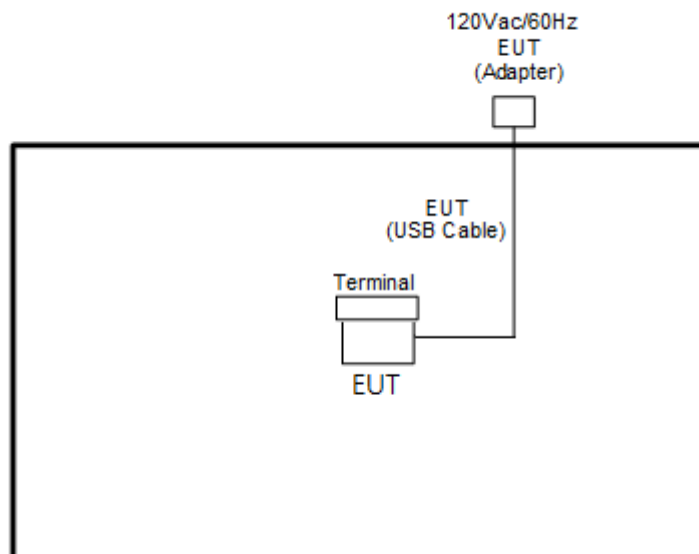 120Vac/60Hz
EUT
(Adapter)
EUT
(USB Cable)
Terminal
EUT